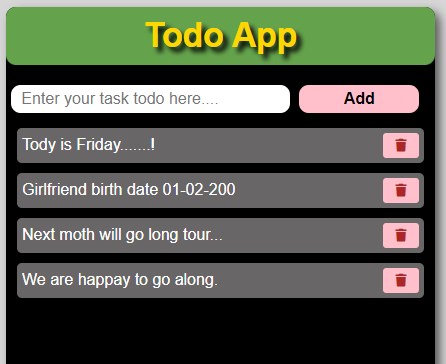 Todo App
Enter your task todo here....
Add
Tody is Friday.......!
Girlfriend birth date 01-02-200
Next moth will go long tour...
We are happay to go along.